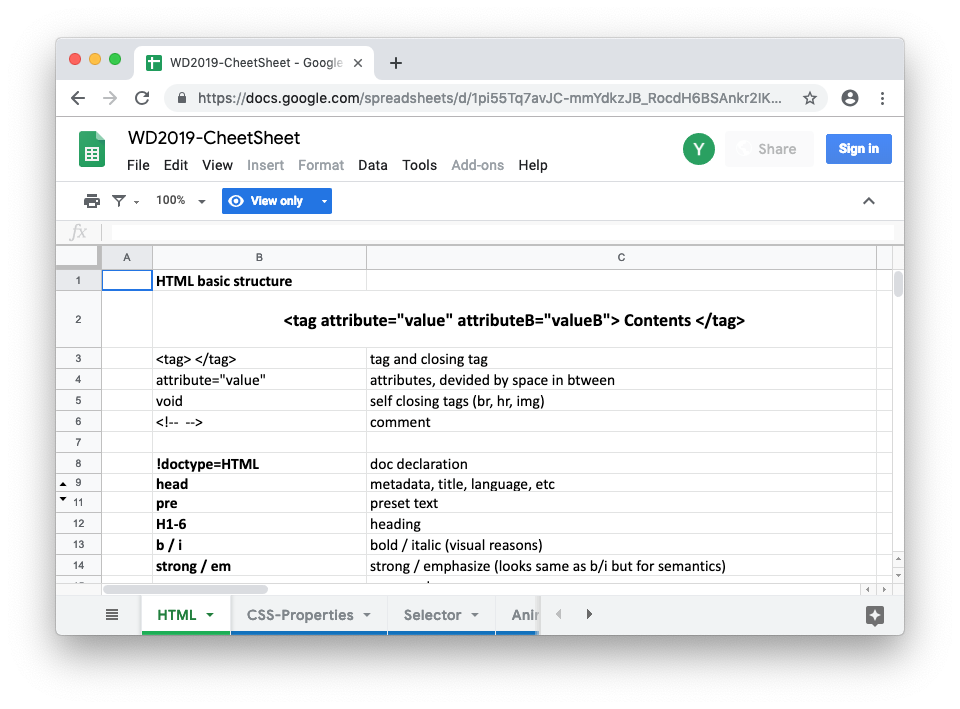 WD2019-CheetSheet - Google
https://docs.google.com/spreadsheets/d/1pi55Tq7avJC-mmYdkzJB_RocdH6BSAnkr2IK...
WD2019-CheetSheet
File Edit View Insert Format Data Tools Add-ons Help
Y
Share
Sign in
100%
View only
fx
A B C
1 HTML basic structure
2 <tag attribute="value" attributeB="valueB"> Contents </tag>
3 <tag> </tag> tag and closing tag
4 attribute="value" attributes, devided by space in btween
5 void self closing tags (br, hr, img)
6 <!-- --> comment
7
8 !doctype=HTML doc declaration
9 head metadata, title, language, etc
11 pre preset text
12 H1-6 heading
13 b / i bold / italic (visual reasons)
14 strong / em strong / emphasize (looks same as b/i but for semantics)
HTML CSS-Properties Selector